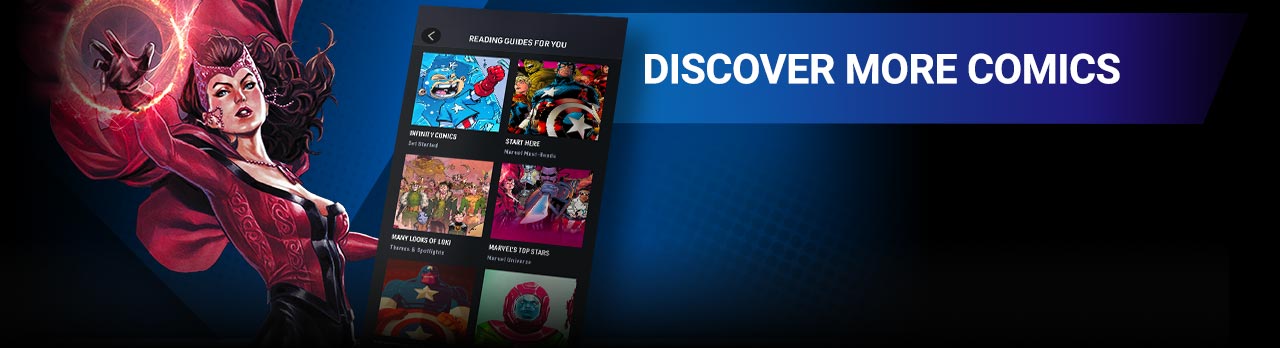 READING GUIDES FOR YOU
DISCOVER MORE COMICS
INFINITY COMICS
Get Started
START HERE
Marvel Must-Reads
MANY LOOKS OF LOKI
Themes & Spotlights
MARVEL'S TOP STARS
Marvel Universe